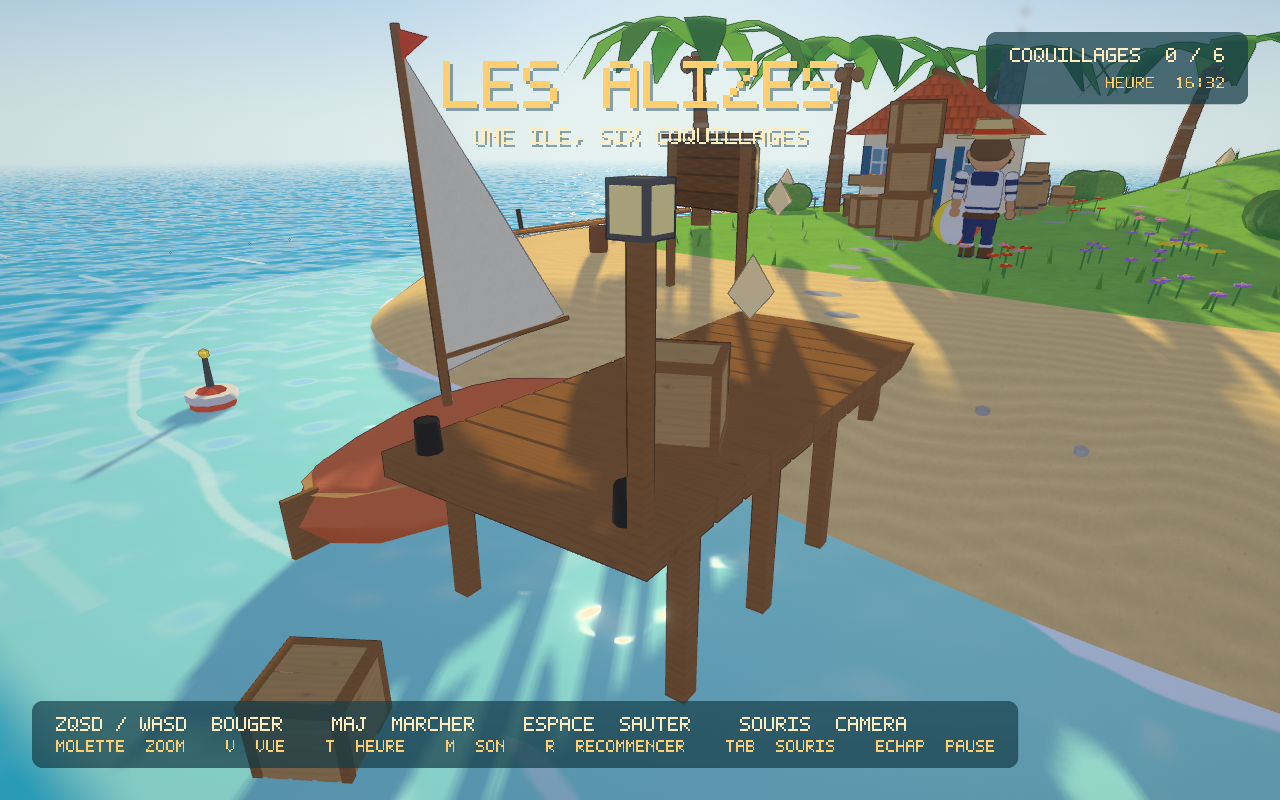 LES ALIZES
UNE ILE, SIX COQUILLAGES
COQUILLAGES 0 / 6
HEURE 16:32
ZQSD / WASD BOUGER MAJ MARCHER ESPACE SAUTER SOURIS CAMERA
MOLETTE ZOOM V VUE T HEURE M SON R RECOMMENCER TAB SOURIS ECHAP PAUSE